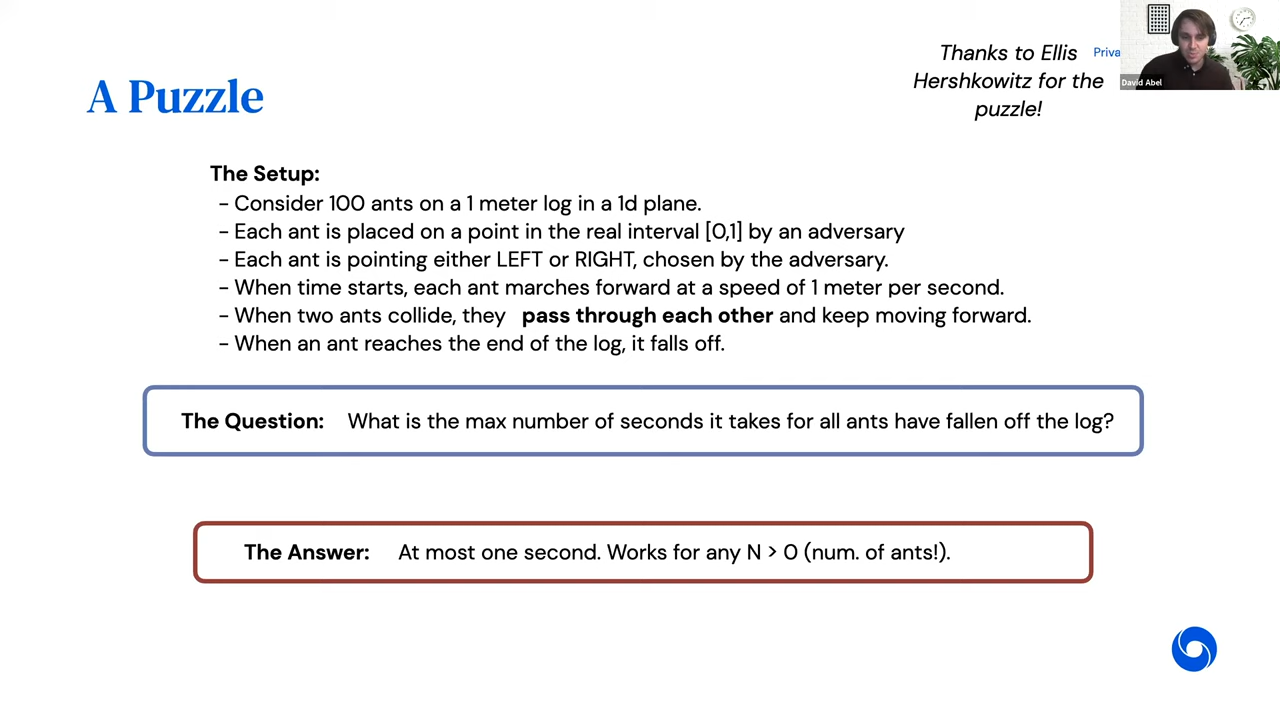 Thanks to Ellis
Hershkowitz for the
puzzle!
Priva
David Abel
A Puzzle
The Setup:
- Consider 100 ants on a 1 meter log in a 1d plane.
- Each ant is placed on a point in the real interval [0,1] by an adversary
- Each ant is pointing either LEFT or RIGHT, chosen by the adversary.
- When time starts, each ant marches forward at a speed of 1 meter per second.
- When two ants collide, they pass through each other and keep moving forward.
- When an ant reaches the end of the log, it falls off.
The Question: What is the max number of seconds it takes for all ants have fallen off the log?
The Answer: At most one second. Works for any N > 0 (num. of ants!).